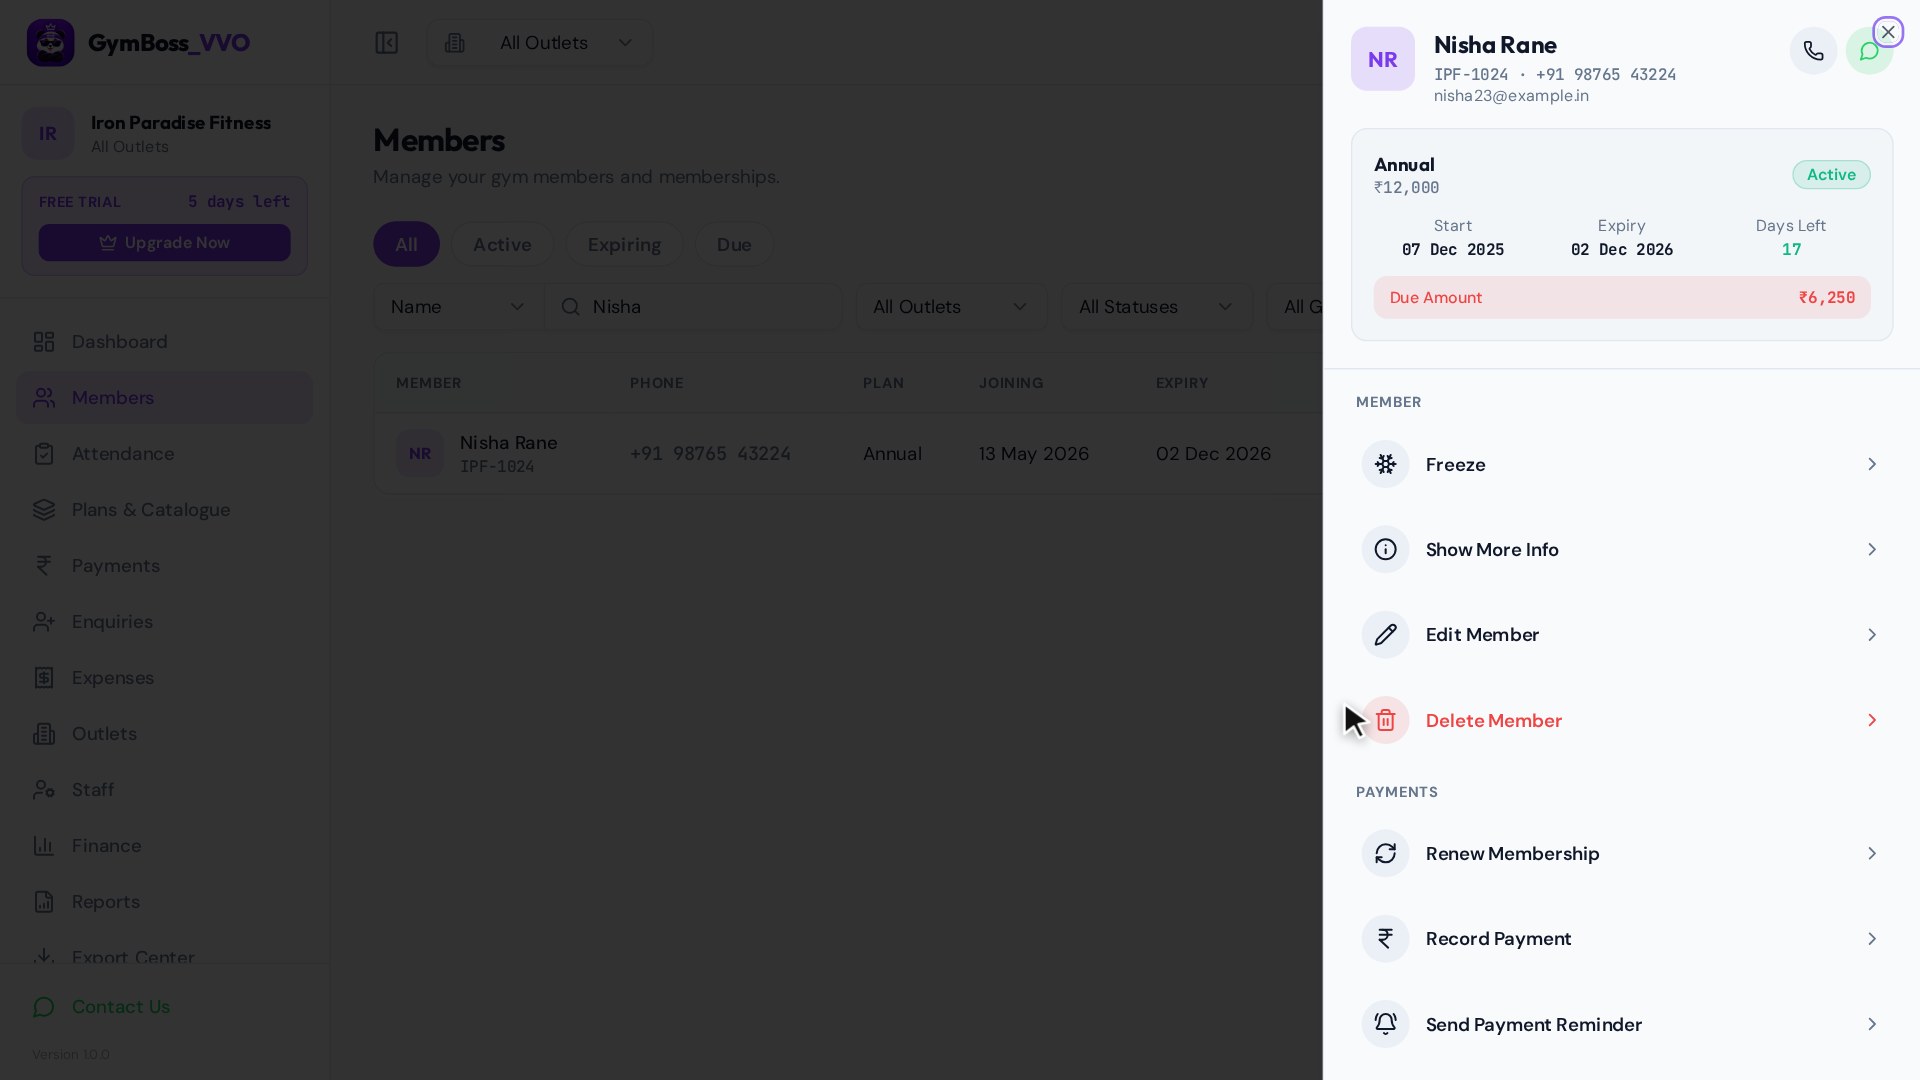 GymBoss_VVO
All Outlets
IR
Iron Paradise Fitness
All Outlets
FREE TRIAL
5 days left
Upgrade Now
Dashboard
Members
Attendance
Plans & Catalogue
Payments
Enquiries
Expenses
Outlets
Staff
Finance
Reports
Export Center
Contact Us
Version 1.0.0
Members
Manage your gym members and memberships.
All
Active
Expiring
Due
Name
Nisha
All Outlets
All Statuses
All G
MEMBER PHONE PLAN JOINING EXPIRY
NR
Nisha Rane
IPF-1024
+91 98765 43224
Annual
13 May 2026
02 Dec 2026
NR
Nisha Rane
IPF-1024 · +91 98765 43224
nisha23@example.in
Annual
₹12,000
Active
Start Expiry Days Left
07 Dec 2025 02 Dec 2026 17
Due Amount ₹6,250
MEMBER
Freeze
Show More Info
Edit Member
Delete Member
PAYMENTS
Renew Membership
Record Payment
Send Payment Reminder